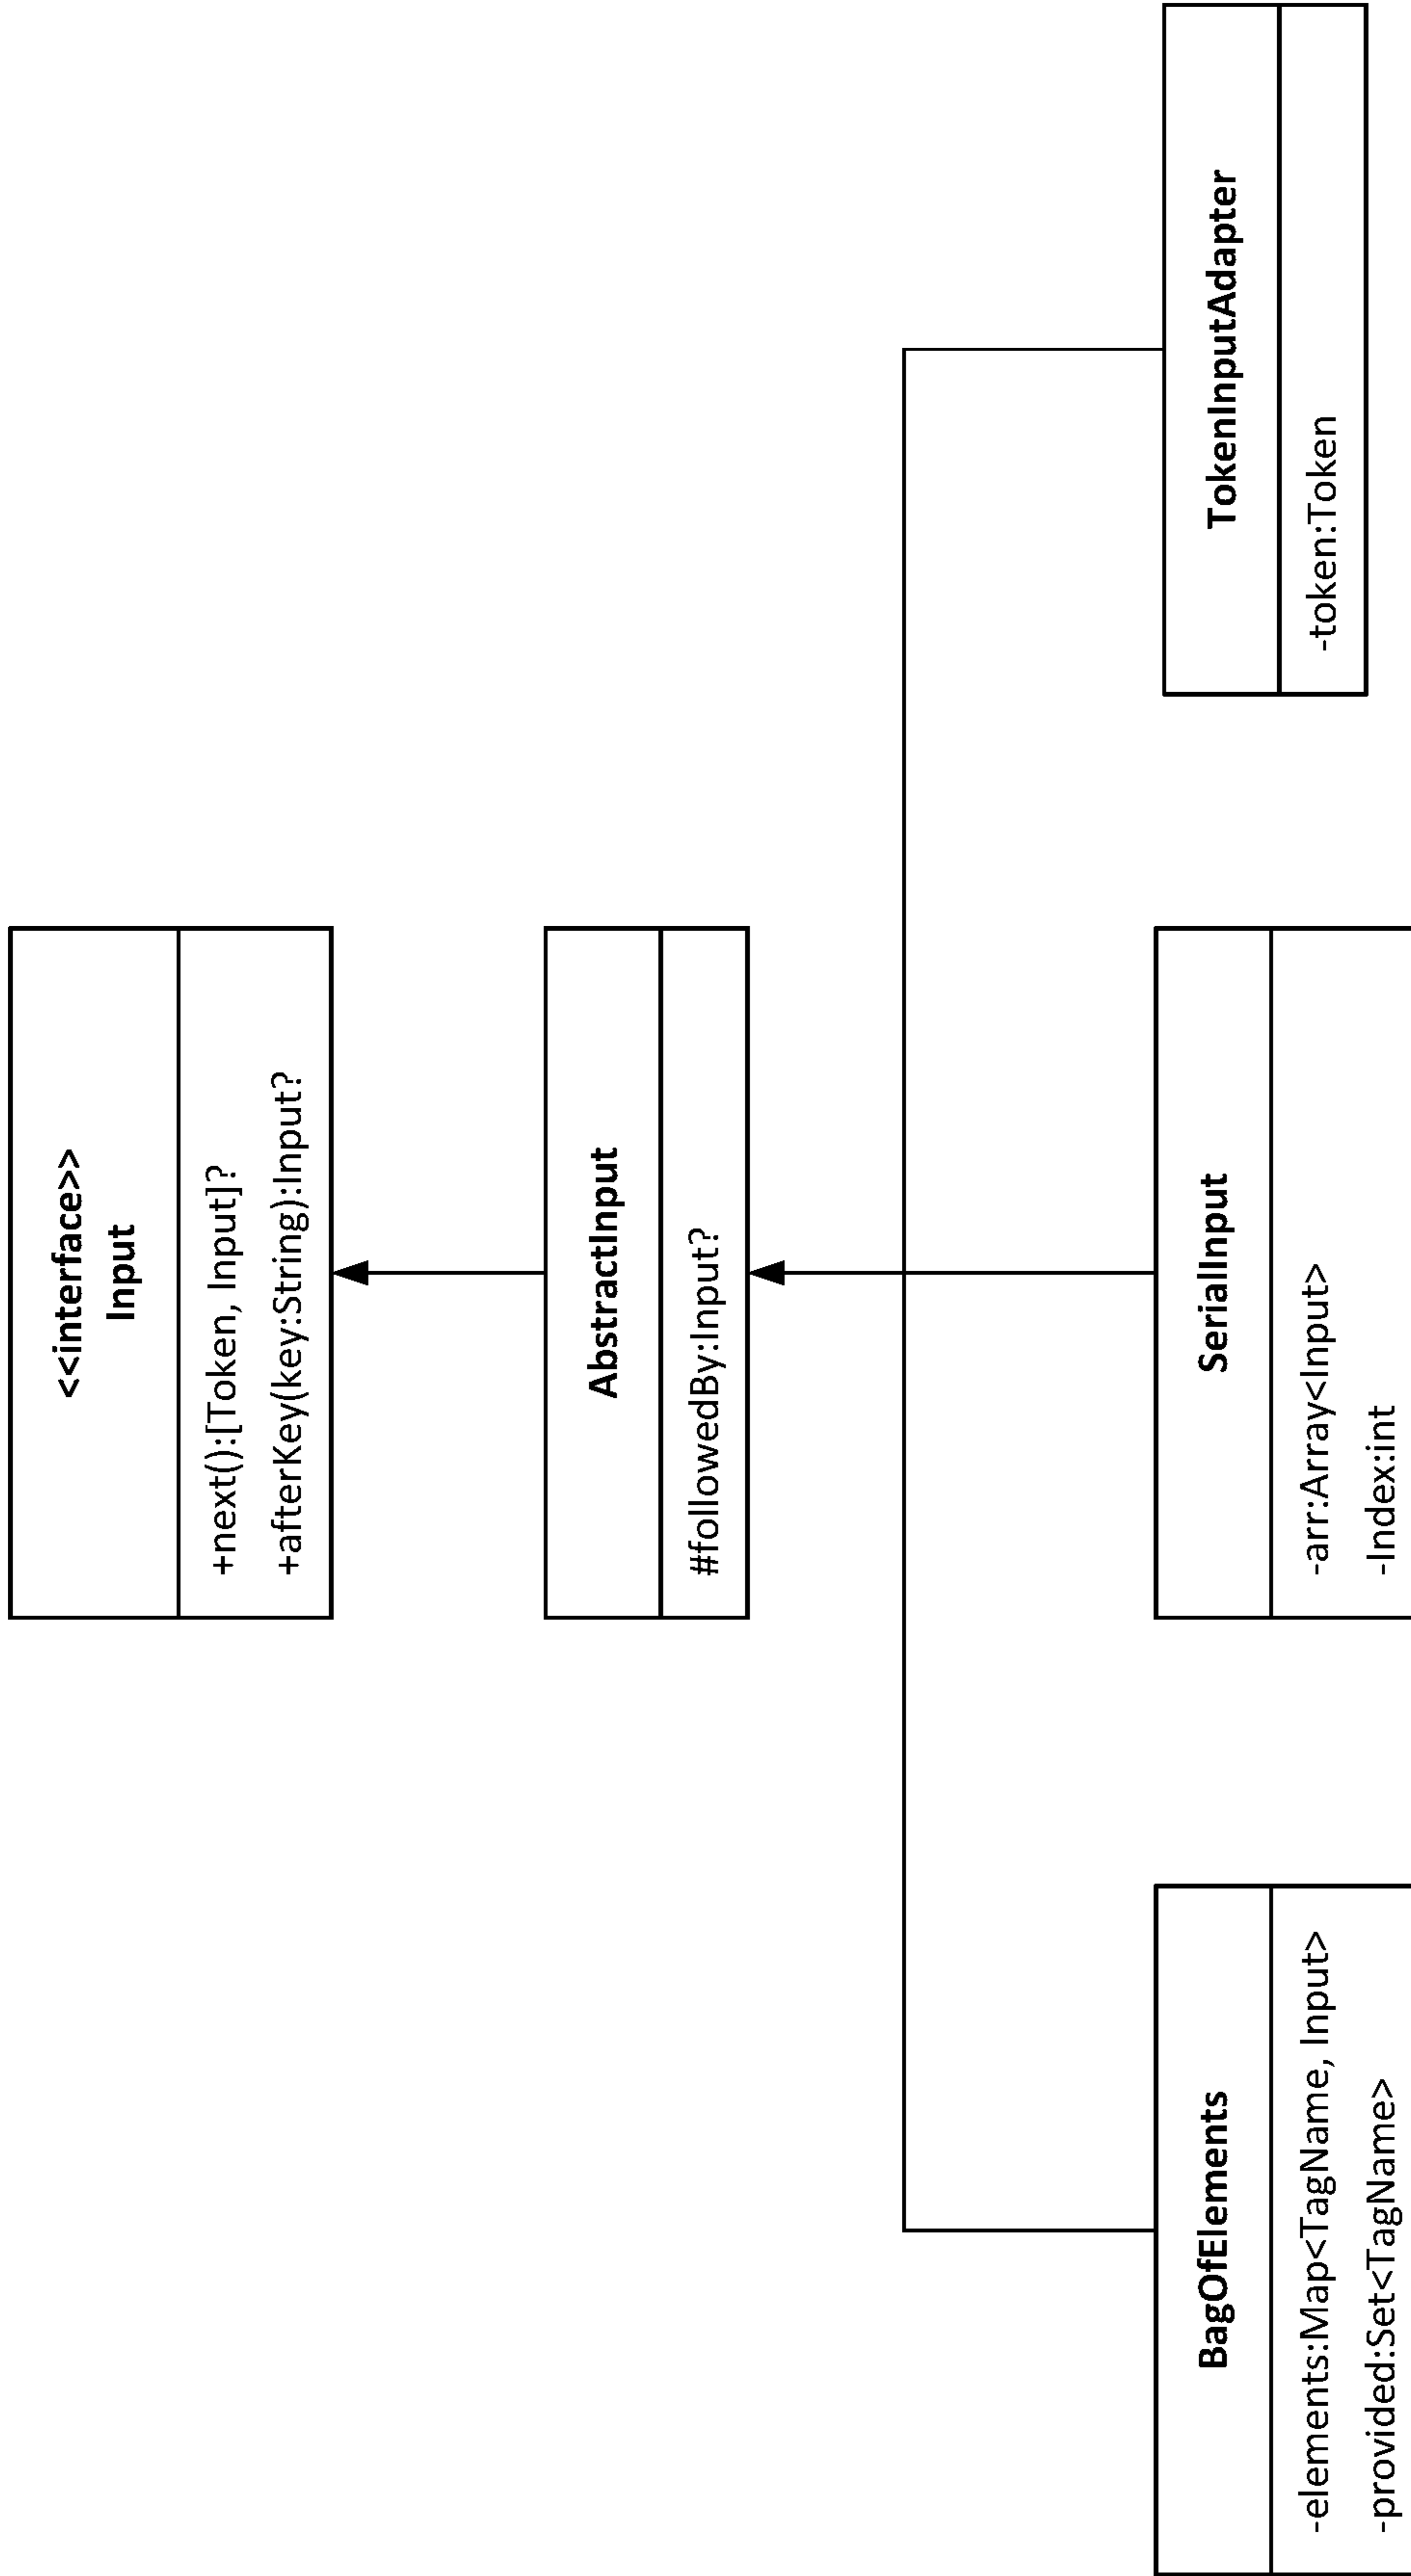 <<interface>>
Input
+next():[Token, Input]?
+afterKey(key:String):Input?
AbstractInput
#followedBy:Input?
BagOfElements
-elements:Map<TagName, Input>
-provided:Set<TagName>
SerialInput
-arr:Array<Input>
-Index:int
TokenInputAdapter
-token:Token